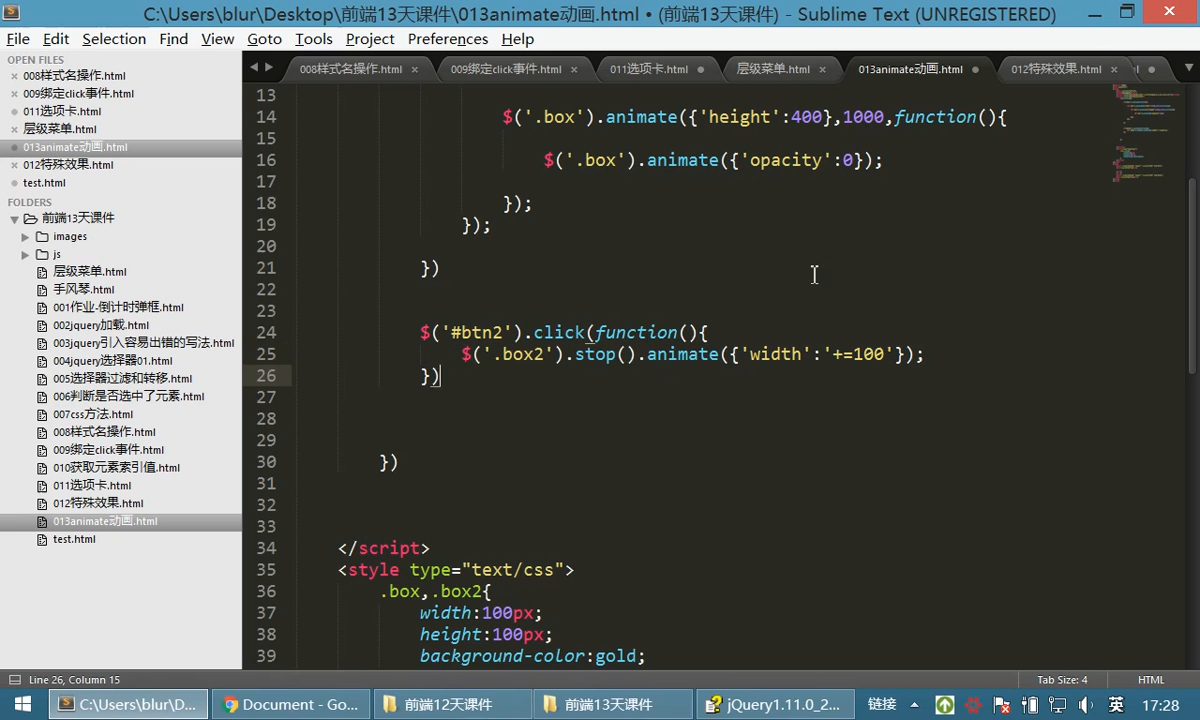 C:\Users\blur\Desktop\前端13天课件\013animate动画.html • (前端13天课件) - Sublime Text (UNREGISTERED)
File Edit Selection Find View Goto Tools Project Preferences Help
OPEN FILES
008样式名操作.html
009绑定click事件.html
011选项卡.html
层级菜单.html
013animate动画.html
012特殊效果.html
test.html
FOLDERS
前端13天课件
images
js
层级菜单.html
手风琴.html
001作业-倒计时弹框.html
002jquery加载.html
003jquery引入容易出错的写法.html
004jquery选择器01.html
005选择器过滤和转移.html
006判断是否选中了元素.html
007css方法.html
008样式名操作.html
009绑定click事件.html
010获取元素索引值.html
011选项卡.html
012特殊效果.html
013animate动画.html
test.html
008样式名操作.html 009绑定click事件.html 011选项卡.html 层级菜单.html 013animate动画.html 012特殊效果.html
13
14 $('.box').animate({'height':400},1000,function(){
15
16 $('.box').animate({'opacity':0});
17
18 });
19 });
20
21 })
22
23
24 $('#btn2').click(function(){
25 $('.box2').stop().animate({'width':'+=100'});
26 })
27
28
29
30 })
31
32
33
34 </script>
35 <style type="text/css">
36 .box,.box2{
37 width:100px;
38 height:100px;
39 background-color:gold;
Line 26, Column 15 Tab Size: 4 HTML
C:\Users\blur\D... Document - Go... 前端12天课件 前端13天课件 jQuery1.11.0_2... 链接 17:28